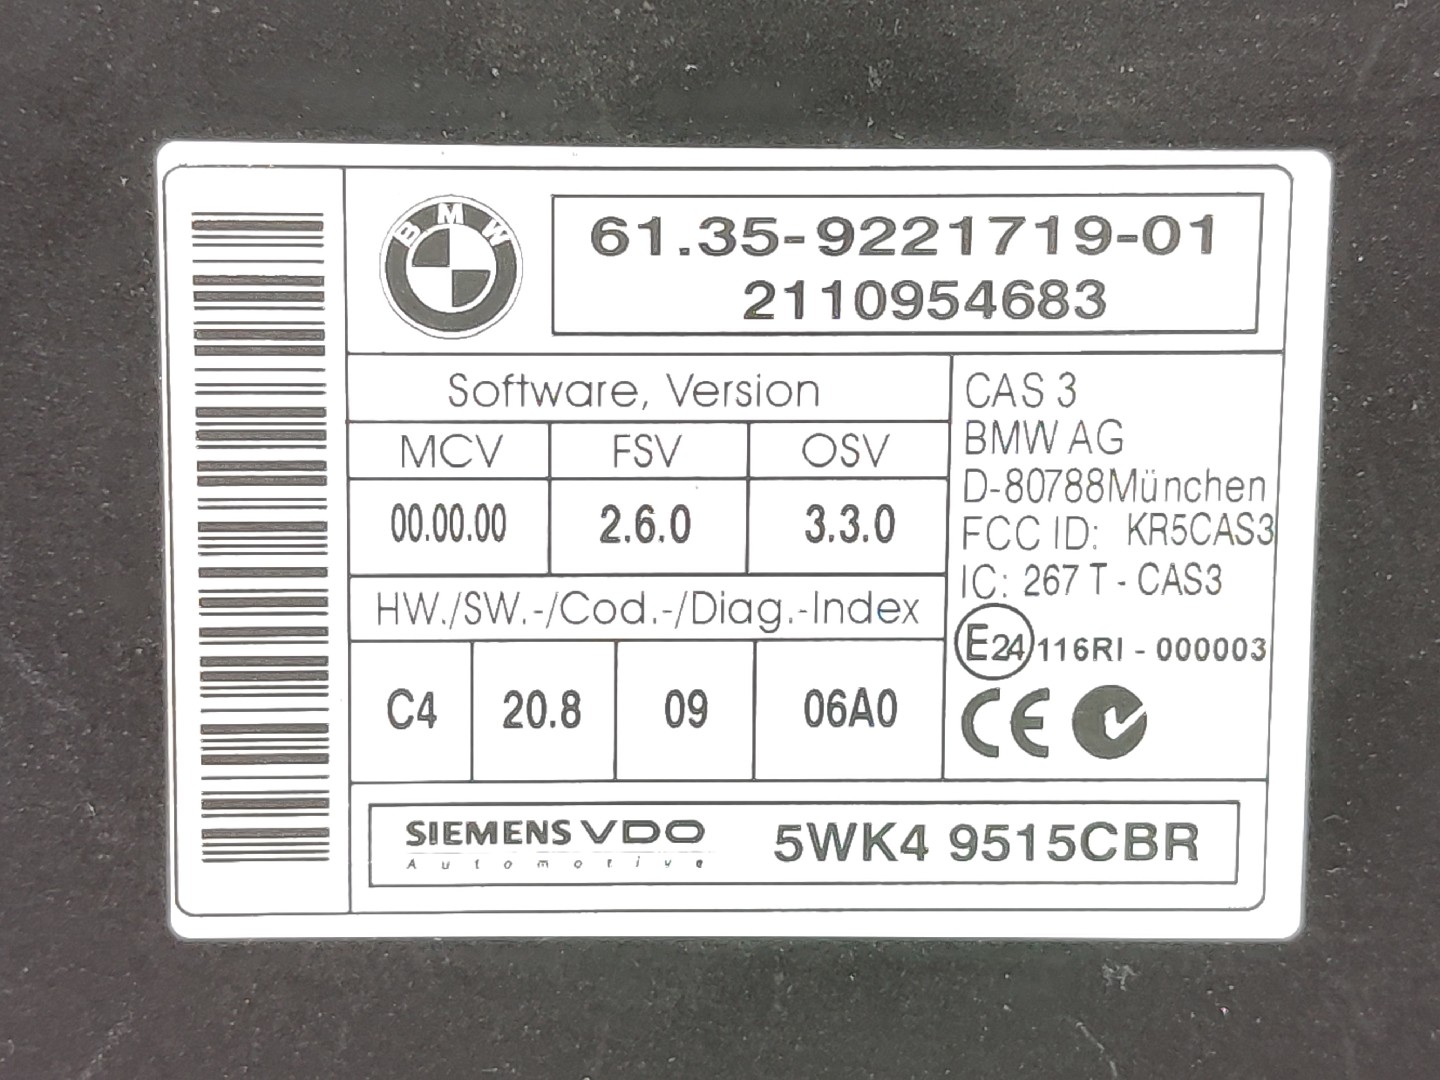 BMW
61.35-9221719-01
2110954683
Software, Version
MCV FSV OSV
00.00.00 2.6.0 3.3.0
HW./SW.-/Cod.-/Diag.-Index
C4 20.8 09 06A0
CAS 3
BMW AG
D-80788München
FCC ID: KR5CAS3
IC: 267 T - CAS3
E24 116RI - 000003
CE
SIEMENS VDO
Automotive
5WK4 9515CBR